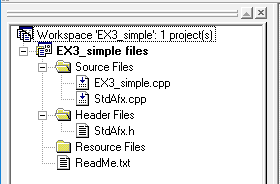 Workspace 'EX3_simple': 1 project(s)
EX3_simple files
Source Files
EX3_simple.cpp
StdAfx.cpp
Header Files
StdAfx.h
Resource Files
ReadMe.txt